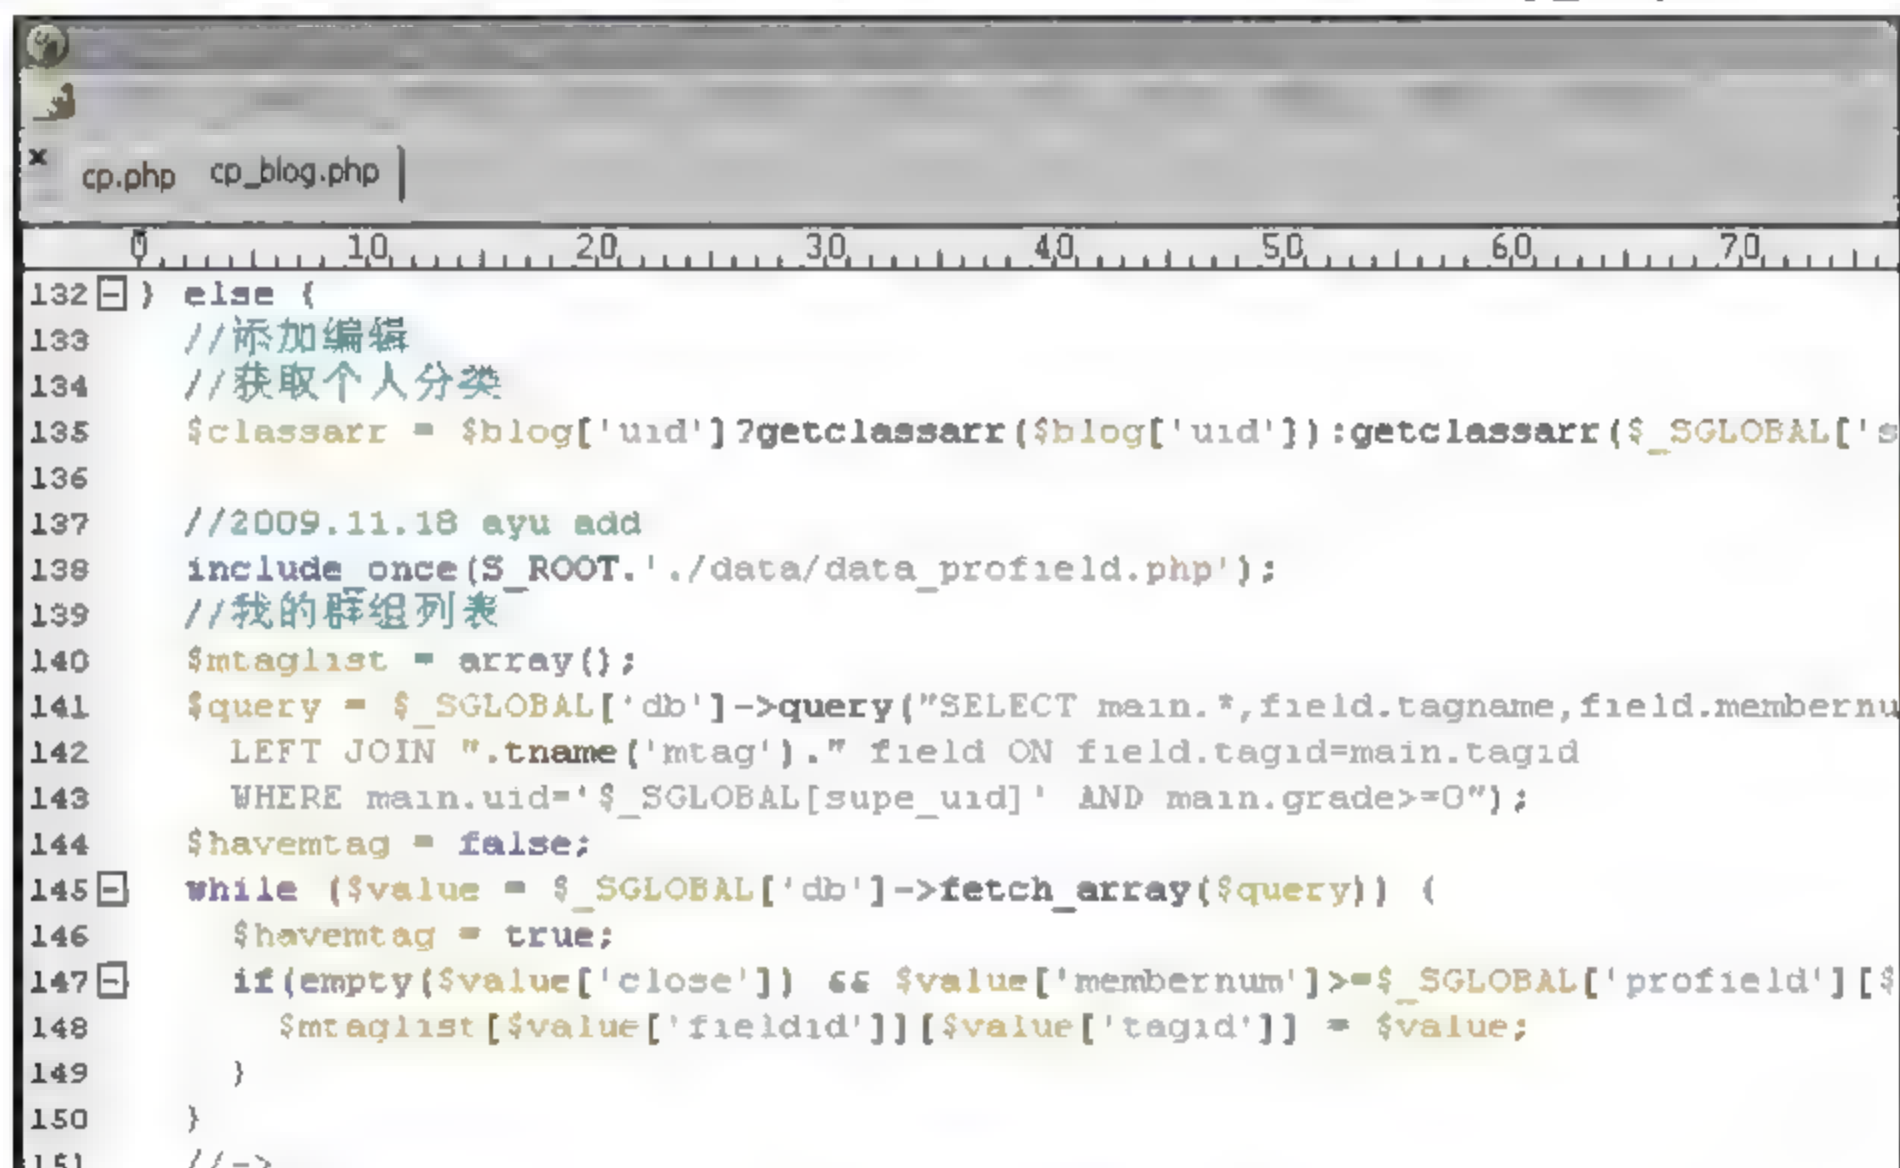 cp.php cp_blog.php
0 10 20 30 40 50 60 70
132 } else {
133 //添加编辑
134 //获取个人分类
135 $classarr = $blog['uid']?getclassarr($blog['uid']):getclassarr($_SGLOBAL['s
136
137 //2009.11.18 ayu add
138 include_once(S_ROOT.'./data/data_profield.php');
139 //我的群组列表
140 $mtaglist = array();
141 $query = $_SGLOBAL['db']->query("SELECT main.*,field.tagname,field.membernu
142 LEFT JOIN ".tname('mtag')." field ON field.tagid=main.tagid
143 WHERE main.uid='$_SGLOBAL[supe_uid]' AND main.grade>=0");
144 $havemtag = false;
145 while ($value = $_SGLOBAL['db']->fetch_array($query)) {
146 $havemtag = true;
147 if(empty($value['close']) && $value['membernum']>=$_SGLOBAL['profield'][$
148 $mtaglist[$value['fieldid']][$value['tagid']] = $value;
149 }
150 }
151 //->